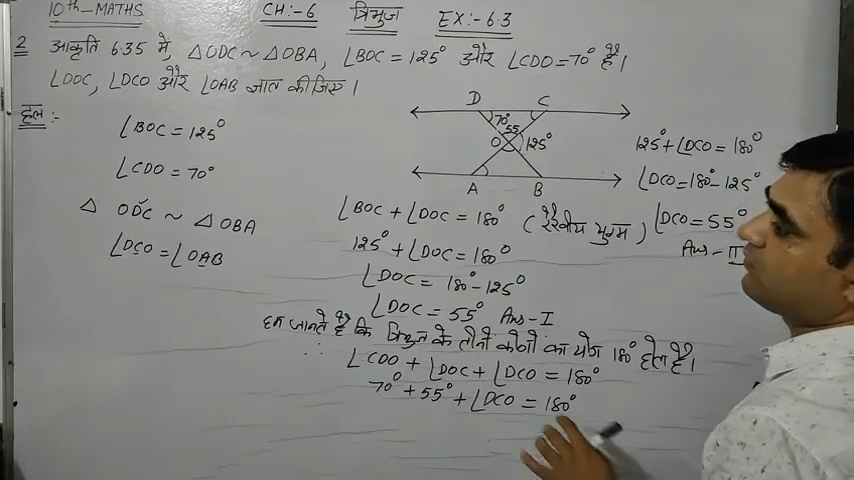 10th-MATHS CH:-6 त्रिभुज EX:-6.3
2 आकृति 6.35 में, △ODC ~ △OBA, ∠BOC = 125° और ∠CDO = 70° है।
∠DOC, ∠DCO और ∠OAB ज्ञात कीजिए।
हल :-
∠BOC = 125°
∠CDO = 70°
△ ODC ~ △OBA
∠DCO = ∠OAB
D C
70°
55
O 125°
A B
∠BOC + ∠DOC = 180° (रैखीय युग्म)
125° + ∠DOC = 180°
∠DOC = 180° - 125°
∠DOC = 55° Ans - I
हम जानते है कि त्रिभुज के तीनो कोणो का योग 180° होता है।
∴ ∠CDO + ∠DOC + ∠DCO = 180°
70° + 55° + ∠DCO = 180°
125° + ∠DCO = 180°
∠DCO = 180° - 125°
∠DCO = 55°
Ans - II